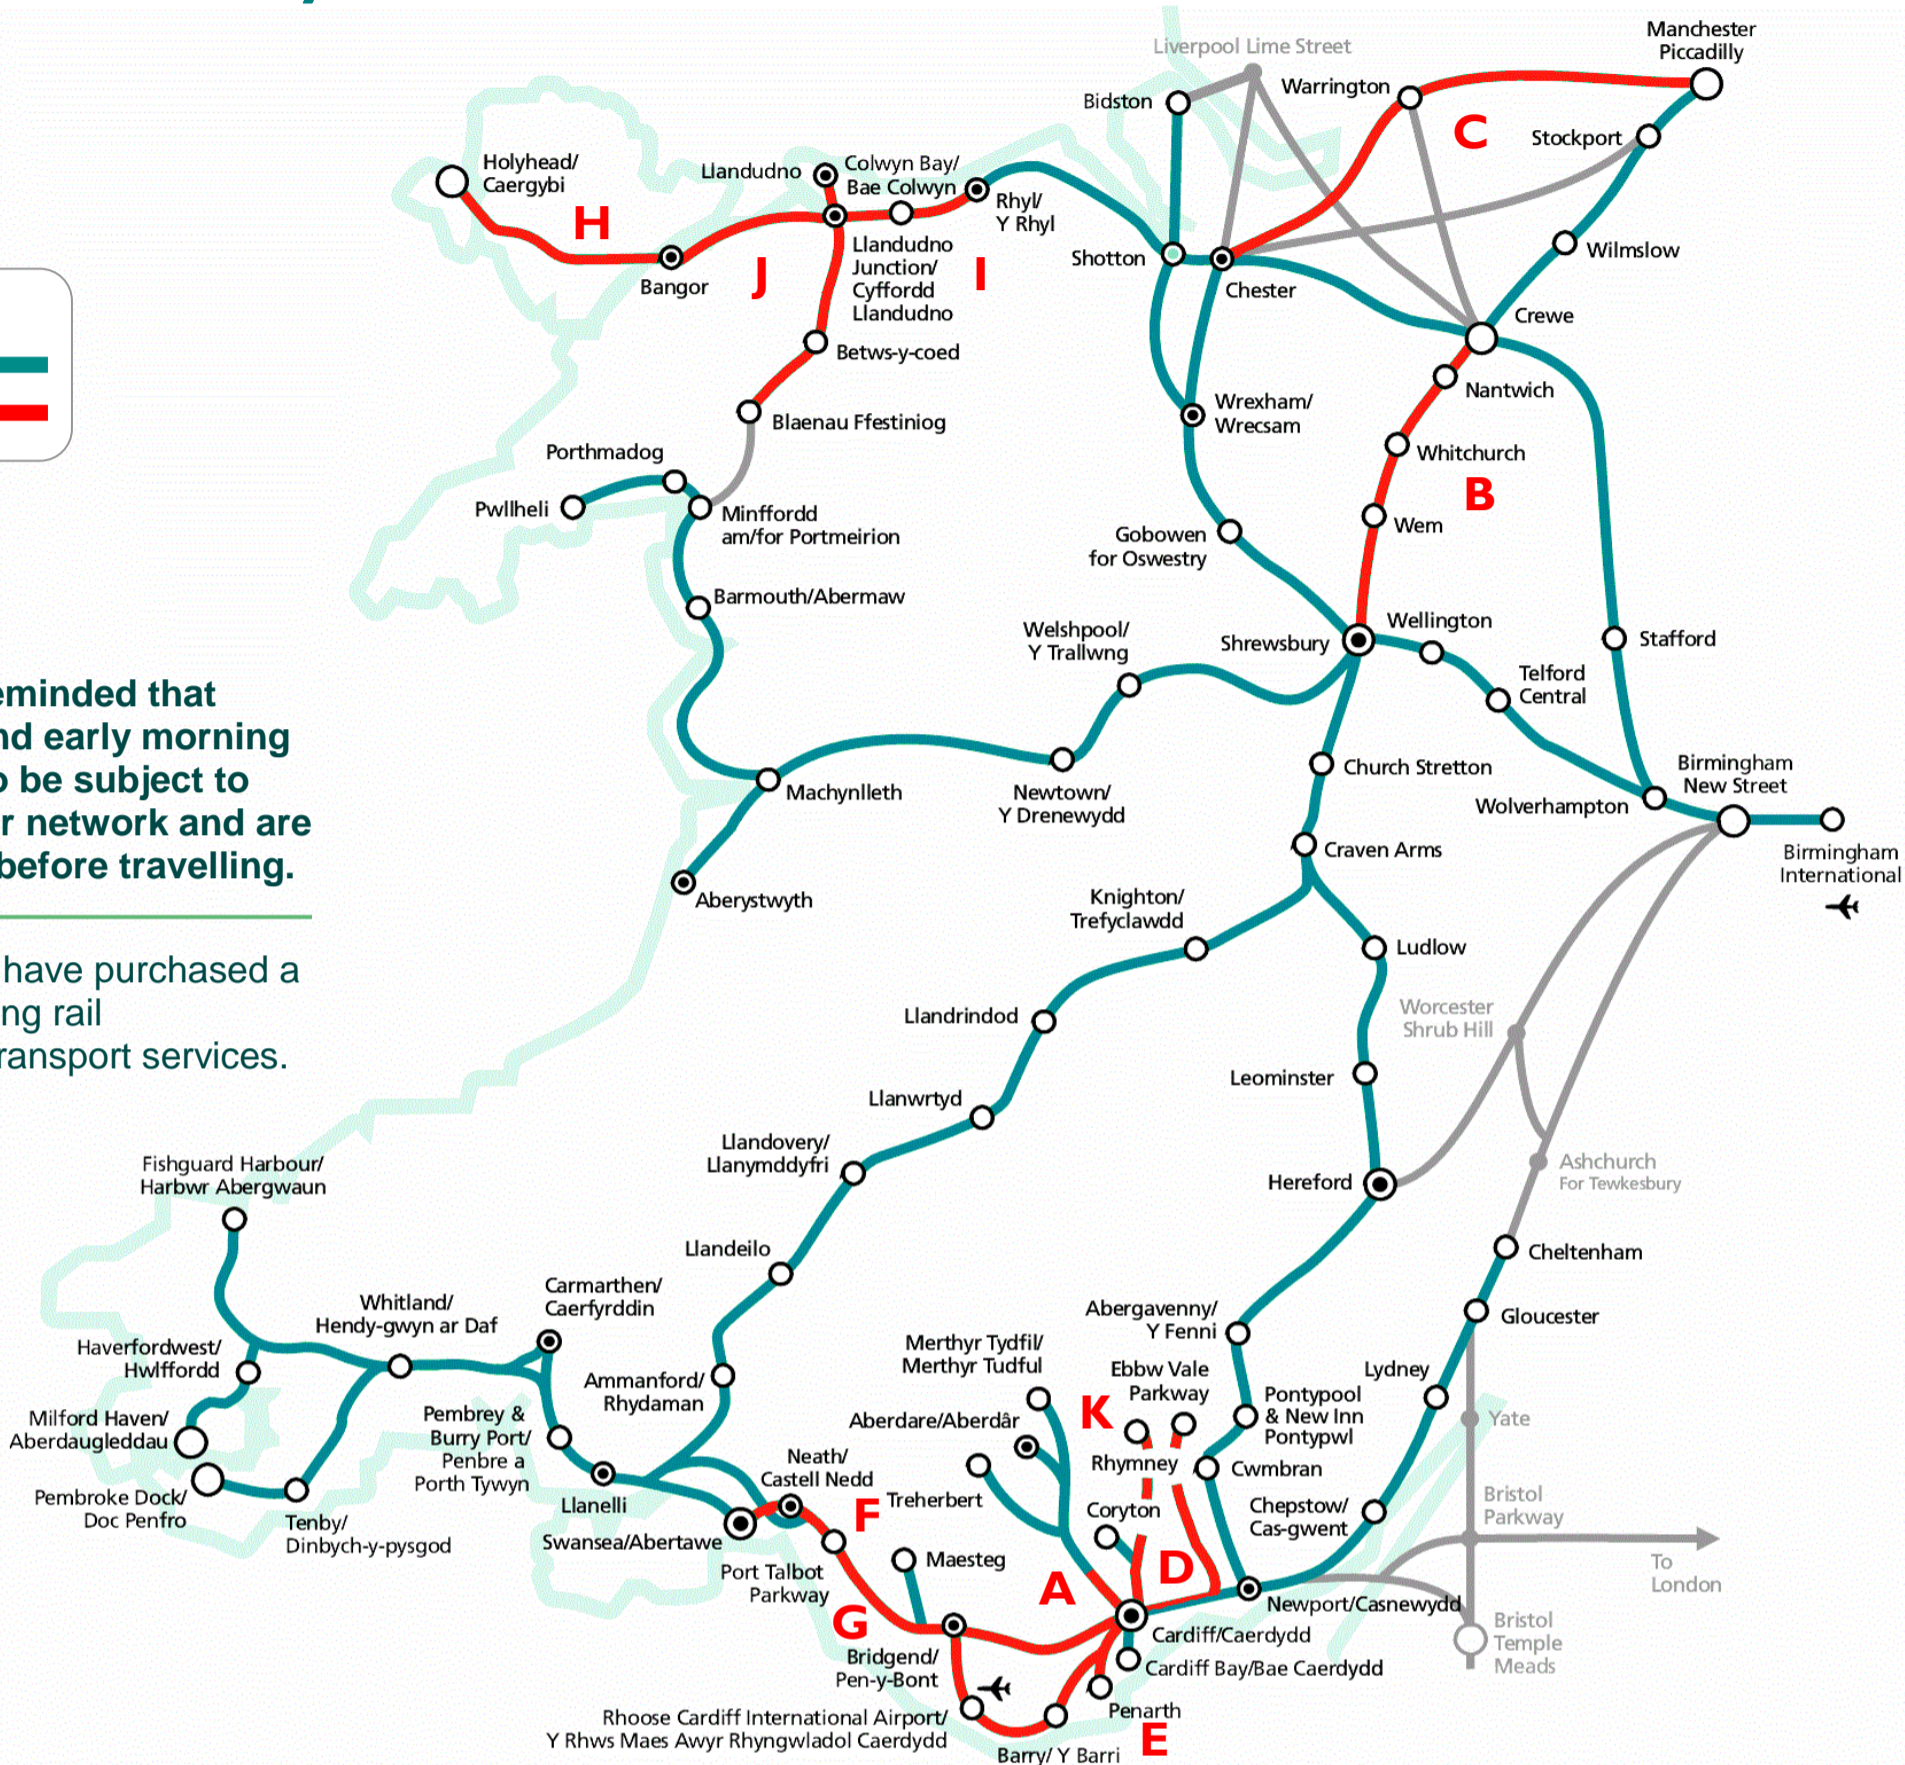 Liverpool Lime Street
Manchester
Piccadilly
Warrington
Bidston
C
Stockport
Holyhead/
Caergybi
Llandudno
Colwyn Bay/
Bae Colwyn
Rhyl/
Y Rhyl
H
Bangor
J
Llandudno
Junction/
Cyffordd
Llandudno
I
Shotton
Chester
Wilmslow
Crewe
Betws-y-coed
Nantwich
Blaenau Ffestiniog
Wrexham/
Wrecsam
Whitchurch
B
Porthmadog
Pwllheli
Minffordd
am/for Portmeirion
Wem
Gobowen
for Oswestry
Barmouth/Abermaw
Welshpool/
Y Trallwng
Shrewsbury
Wellington
Stafford
Telford
Central
eminded that
nd early morning
o be subject to
r network and are
before travelling.
Church Stretton
Birmingham
New Street
Machynlleth
Newtown/
Y Drenewydd
Wolverhampton
Craven Arms
Birmingham
International
Aberystwyth
Knighton/
Trefyclawdd
Ludlow
have purchased a
ng rail
ransport services.
Llandrindod
Worcester
Shrub Hill
Leominster
Llanwrtyd
Llandovery/
Llanymddyfri
Fishguard Harbour/
Harbwr Abergwaun
Hereford
Ashchurch
For Tewkesbury
Llandeilo
Cheltenham
Carmarthen/
Caerfyrddin
Whitland/
Hendy-gwyn ar Daf
Abergavenny/
Y Fenni
Gloucester
Haverfordwest/
Hwlffordd
Merthyr Tydfil/
Merthyr Tudful
Ebbw Vale
Parkway
Lydney
Ammanford/
Rhydaman
Pontypool
& New Inn
Pontypwl
K
Milford Haven/
Aberdaugleddau
Pembrey &
Burry Port/
Penbre a
Porth Tywyn
Aberdare/Aberdâr
Yate
Neath/
Castell Nedd
Rhymney
Cwmbran
Pembroke Dock/
Doc Penfro
Llanelli
F
Treherbert
Coryton
Chepstow/
Cas-gwent
Bristol
Parkway
Tenby/
Dinbych-y-pysgod
Swansea/Abertawe
Maesteg
D
To
London
Port Talbot
Parkway
A
Newport/Casnewydd
G
Cardiff/Caerdydd
Bristol
Temple
Meads
Bridgend/
Pen-y-Bont
Cardiff Bay/Bae Caerdydd
Penarth
Rhoose Cardiff International Airport/
Y Rhws Maes Awyr Rhyngwladol Caerdydd
E
Barry/ Y Barri